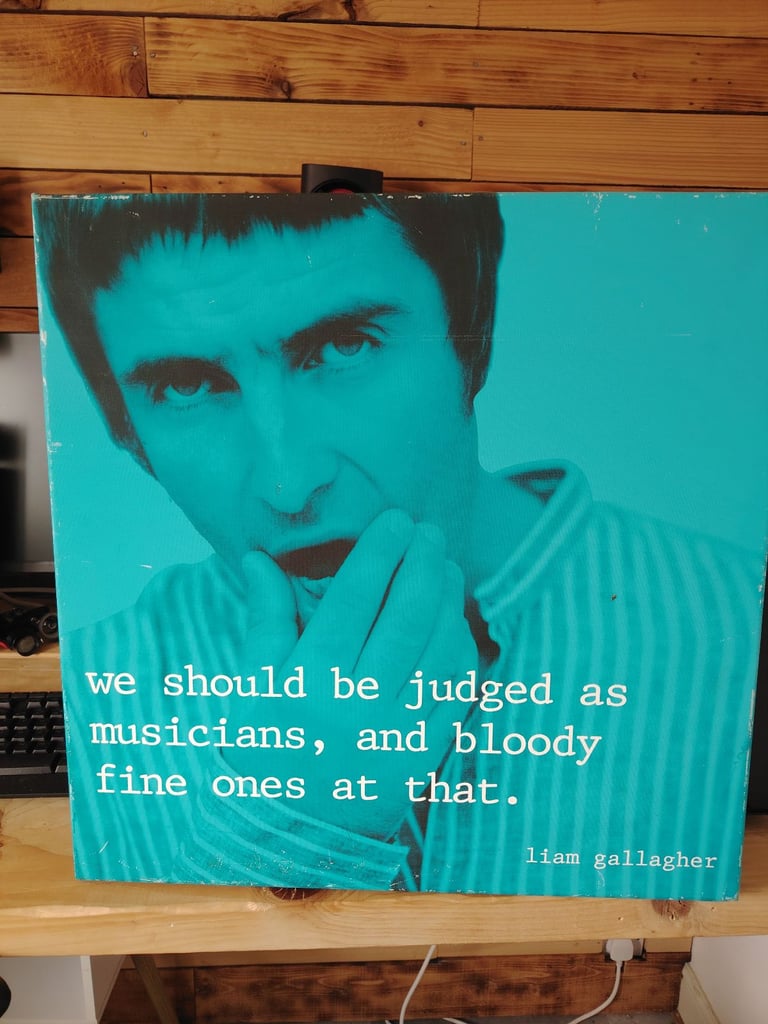 we should be judged as
musicians, and bloody
fine ones at that.
liam gallagher